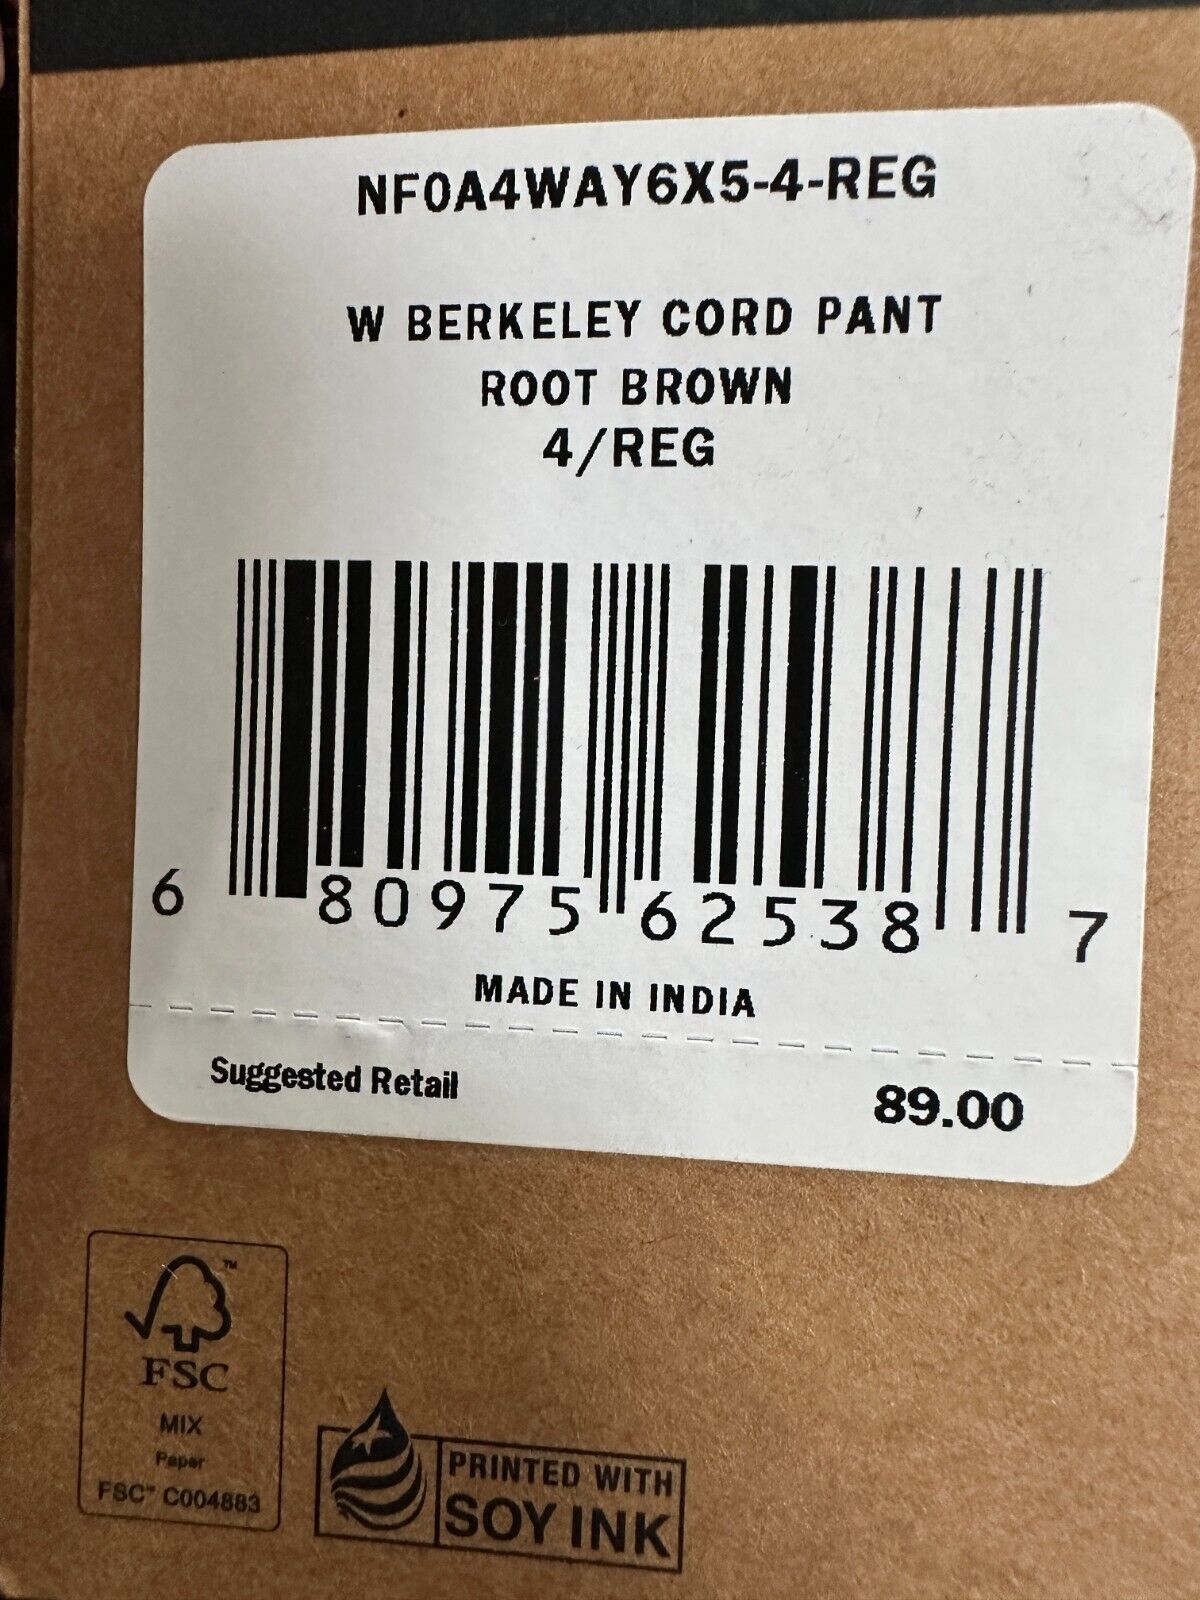 NF0A4WAY6X5-4-REG
W BERKELEY CORD PANT
ROOT BROWN
4/REG
6 80975 62538 7
MADE IN INDIA
Suggested Retail 89.00
™
FSC
MIX
Paper
FSC™ C004883
PRINTED WITH
SOY INK